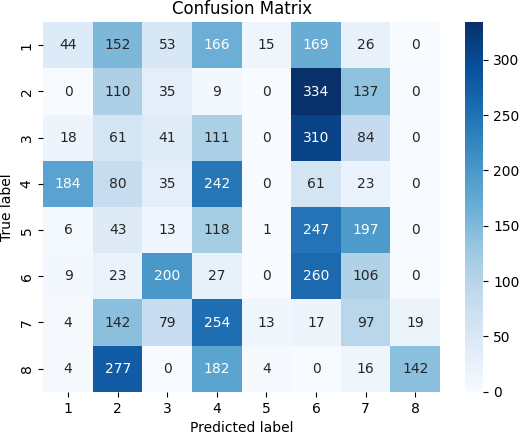 Confusion Matrix
True label
1 44 152 53 166 15 169 26 0
2 0 110 35 9 0 334 137 0
3 18 61 41 111 0 310 84 0
4 184 80 35 242 0 61 23 0
5 6 43 13 118 1 247 197 0
6 9 23 200 27 0 260 106 0
7 4 142 79 254 13 17 97 19
8 4 277 0 182 4 0 16 142
1 2 3 4 5 6 7 8
Predicted label
300
250
200
150
100
50
0